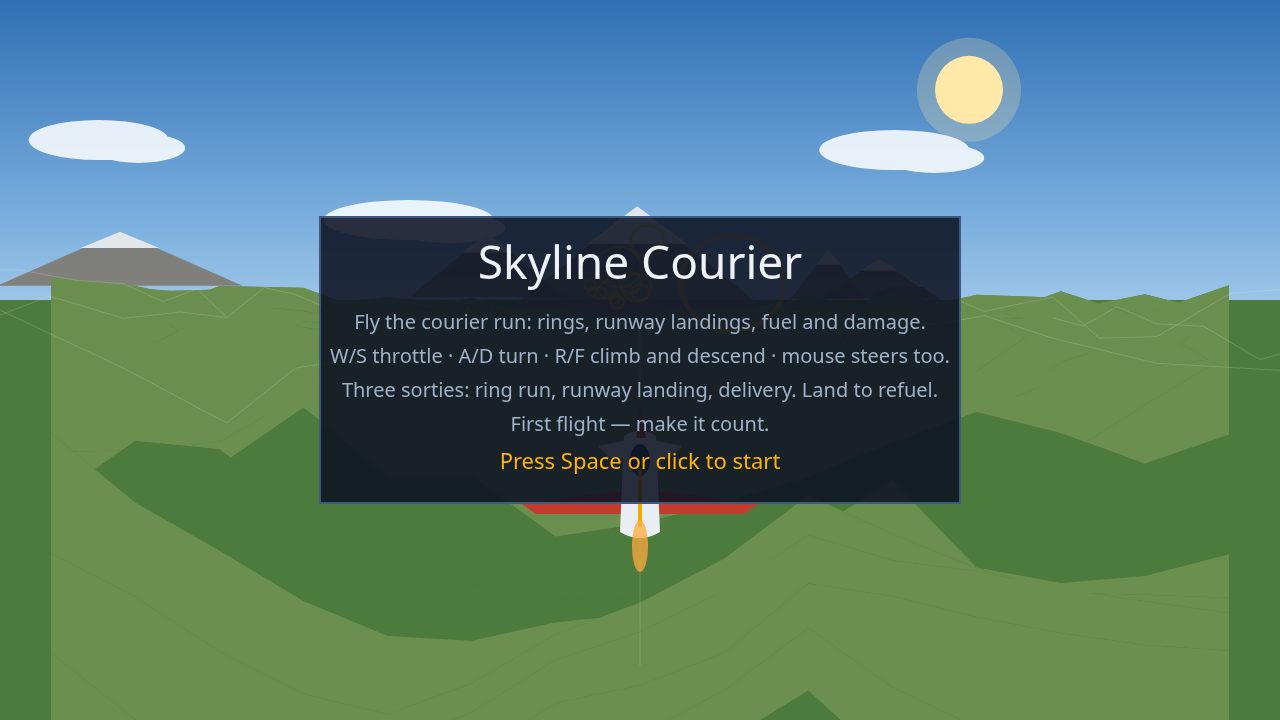 Skyline Courier
Fly the courier run: rings, runway landings, fuel and damage.
W/S throttle · A/D turn · R/F climb and descend · mouse steers too.
Three sorties: ring run, runway landing, delivery. Land to refuel.
First flight — make it count.
Press Space or click to start